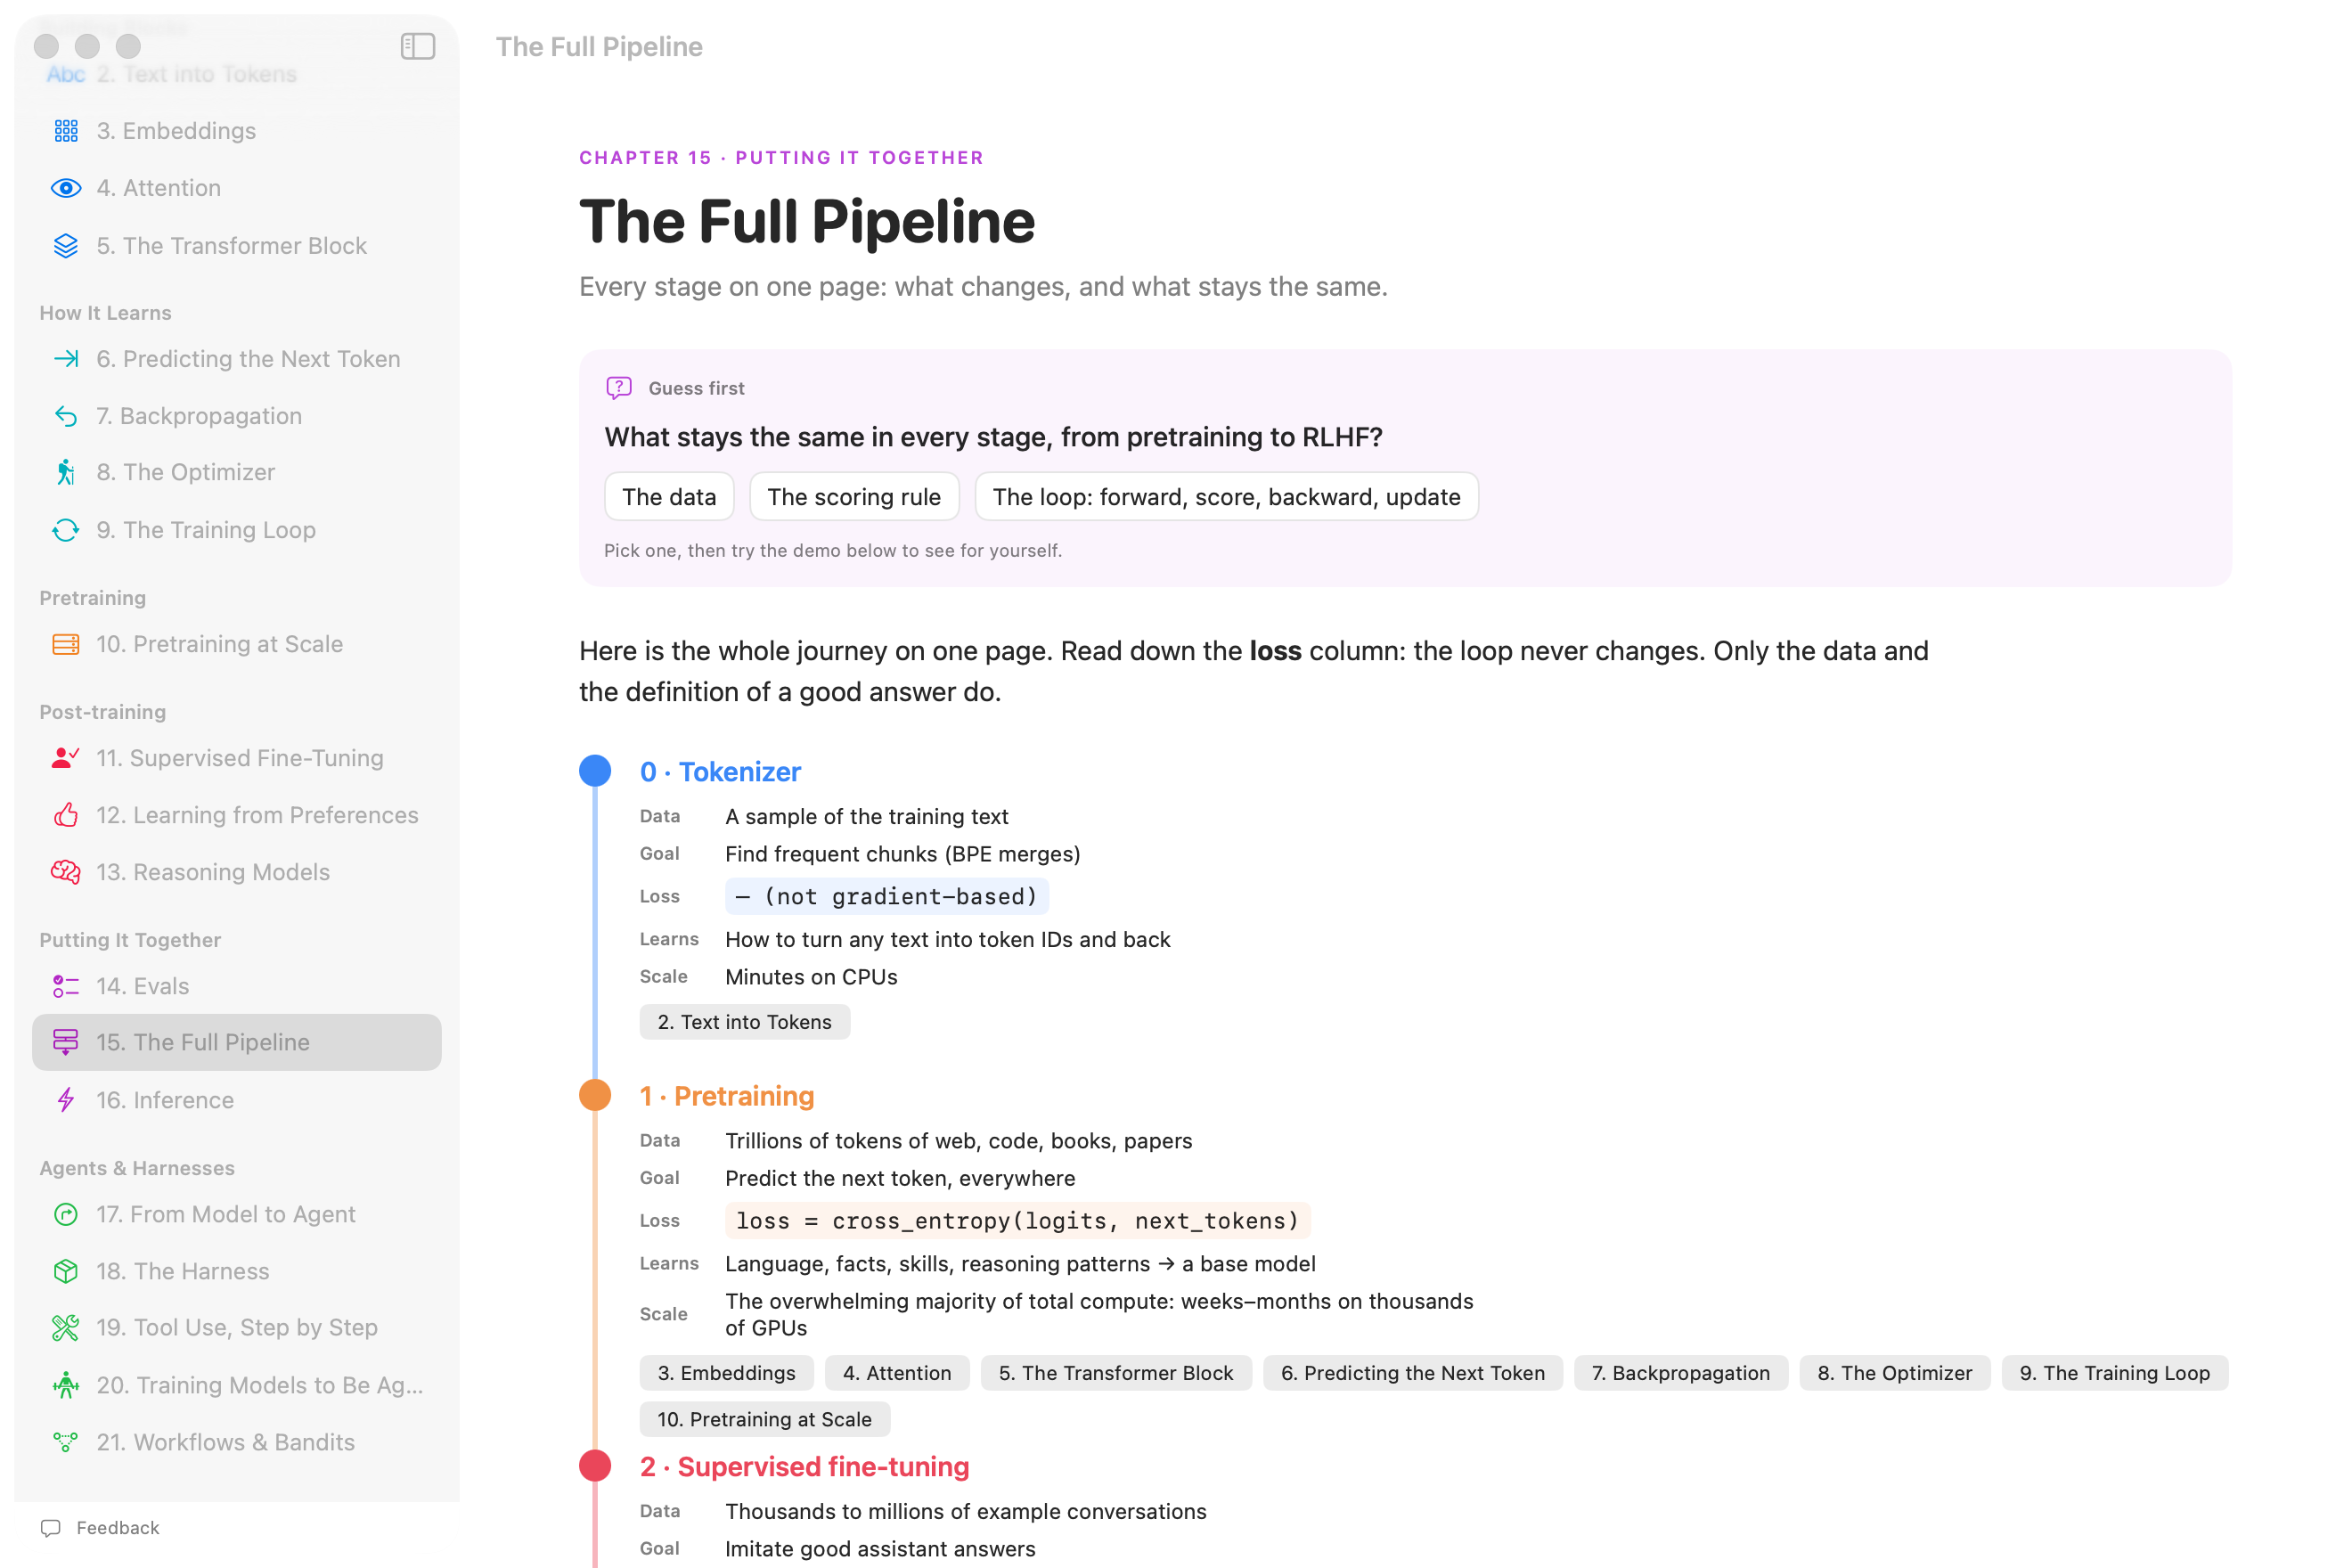 Abc 2. Text into Tokens
3. Embeddings
4. Attention
5. The Transformer Block
How It Learns
6. Predicting the Next Token
7. Backpropagation
8. The Optimizer
9. The Training Loop
Pretraining
10. Pretraining at Scale
Post-training
11. Supervised Fine-Tuning
12. Learning from Preferences
13. Reasoning Models
Putting It Together
14. Evals
15. The Full Pipeline
16. Inference
Agents & Harnesses
17. From Model to Agent
18. The Harness
19. Tool Use, Step by Step
20. Training Models to Be Ag...
21. Workflows & Bandits
Feedback
The Full Pipeline
CHAPTER 15 · PUTTING IT TOGETHER
The Full Pipeline
Every stage on one page: what changes, and what stays the same.
Guess first
What stays the same in every stage, from pretraining to RLHF?
The data The scoring rule The loop: forward, score, backward, update
Pick one, then try the demo below to see for yourself.
Here is the whole journey on one page. Read down the loss column: the loop never changes. Only the data and
the definition of a good answer do.
0 · Tokenizer
Data A sample of the training text
Goal Find frequent chunks (BPE merges)
Loss — (not gradient-based)
Learns How to turn any text into token IDs and back
Scale Minutes on CPUs
2. Text into Tokens
1 · Pretraining
Data Trillions of tokens of web, code, books, papers
Goal Predict the next token, everywhere
Loss loss = cross_entropy(logits, next_tokens)
Learns Language, facts, skills, reasoning patterns → a base model
Scale The overwhelming majority of total compute: weeks–months on thousands
of GPUs
3. Embeddings 4. Attention 5. The Transformer Block 6. Predicting the Next Token 7. Backpropagation 8. The Optimizer 9. The Training Loop
10. Pretraining at Scale
2 · Supervised fine-tuning
Data Thousands to millions of example conversations
Goal Imitate good assistant answers